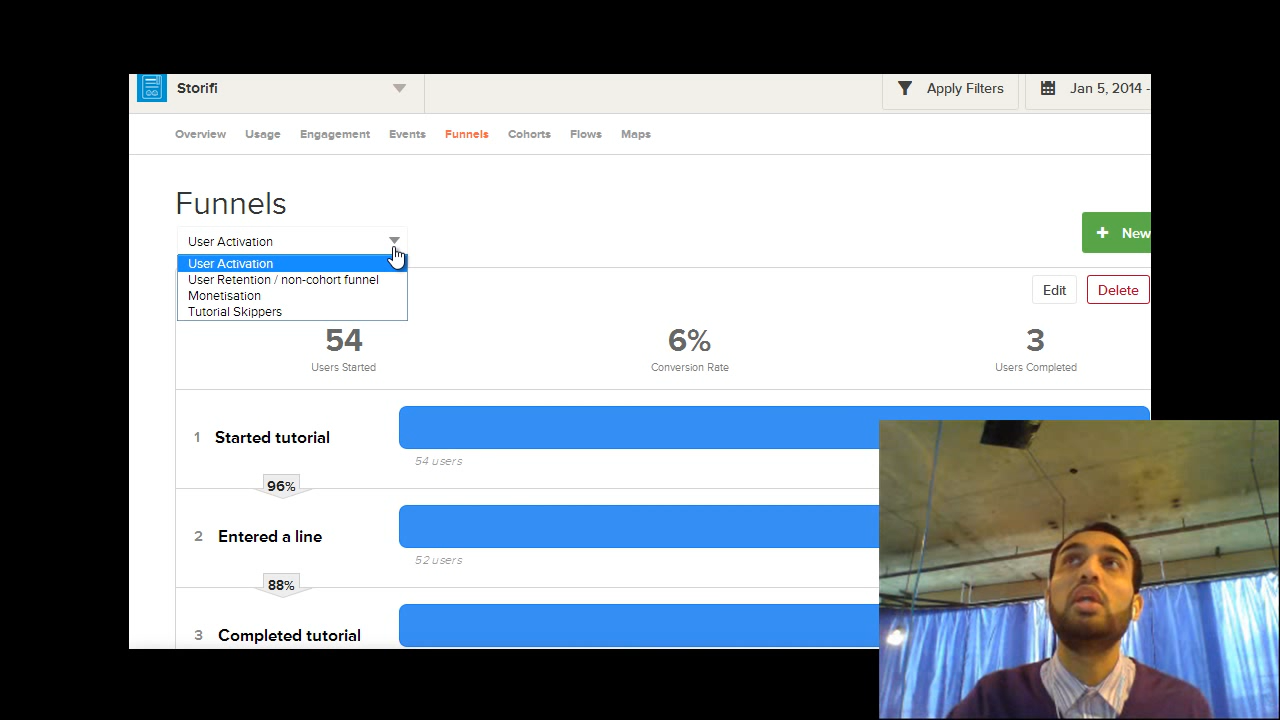 Storifi
Apply Filters
Jan 5, 2014 -
Overview Usage Engagement Events Funnels Cohorts Flows Maps
Funnels
User Activation
+ New
User Activation
User Retention / non-cohort funnel
Monetisation
Tutorial Skippers
Edit Delete
54 6% 3
Users Started Conversion Rate Users Completed
1 Started tutorial
54 users
96%
2 Entered a line
52 users
88%
3 Completed tutorial